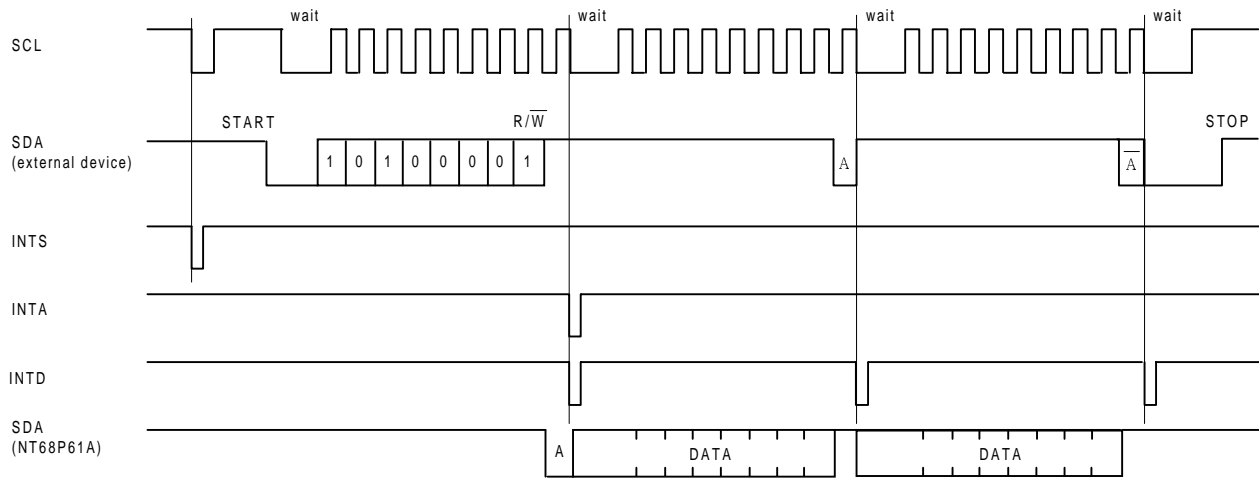 wait wait wait wait
SCL
START R/W̅ STOP
SDA
(external device)
1 0 1 0 0 0 0 1 A A̅
INTS
INTA
INTD
SDA
(NT68P61A)
A DATA DATA